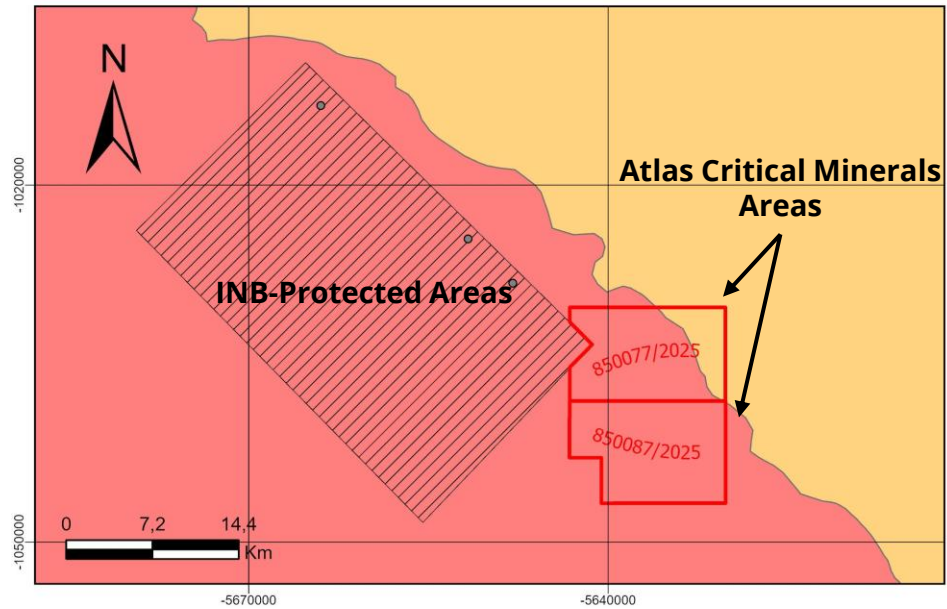 N
Atlas Critical Minerals
Areas
-1020000
INB-Protected Areas
850077/2025
850087/2025
0 7,2 14,4
Km
-1050000
-5670000 -5640000